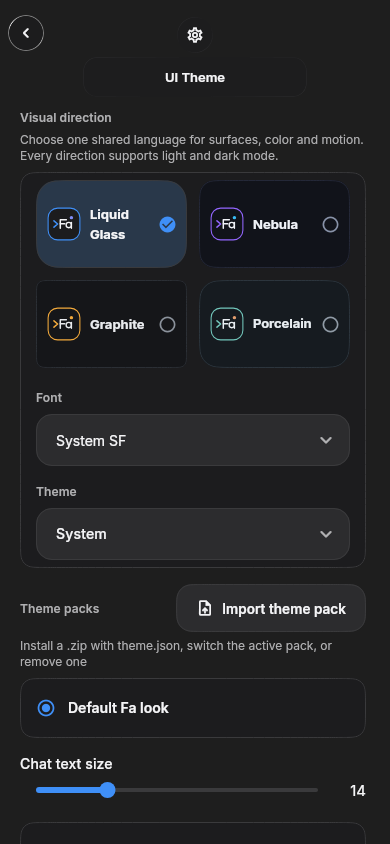 UI Theme
Visual direction
Choose one shared language for surfaces, color and motion.
Every direction supports light and dark mode.
>Fa Liquid
Glass
>Fa Nebula
>Fa Graphite
>Fa Porcelain
Font
System SF
Theme
System
Theme packs
Import theme pack
Install a .zip with theme.json, switch the active pack, or
remove one
Default Fa look
Chat text size
14